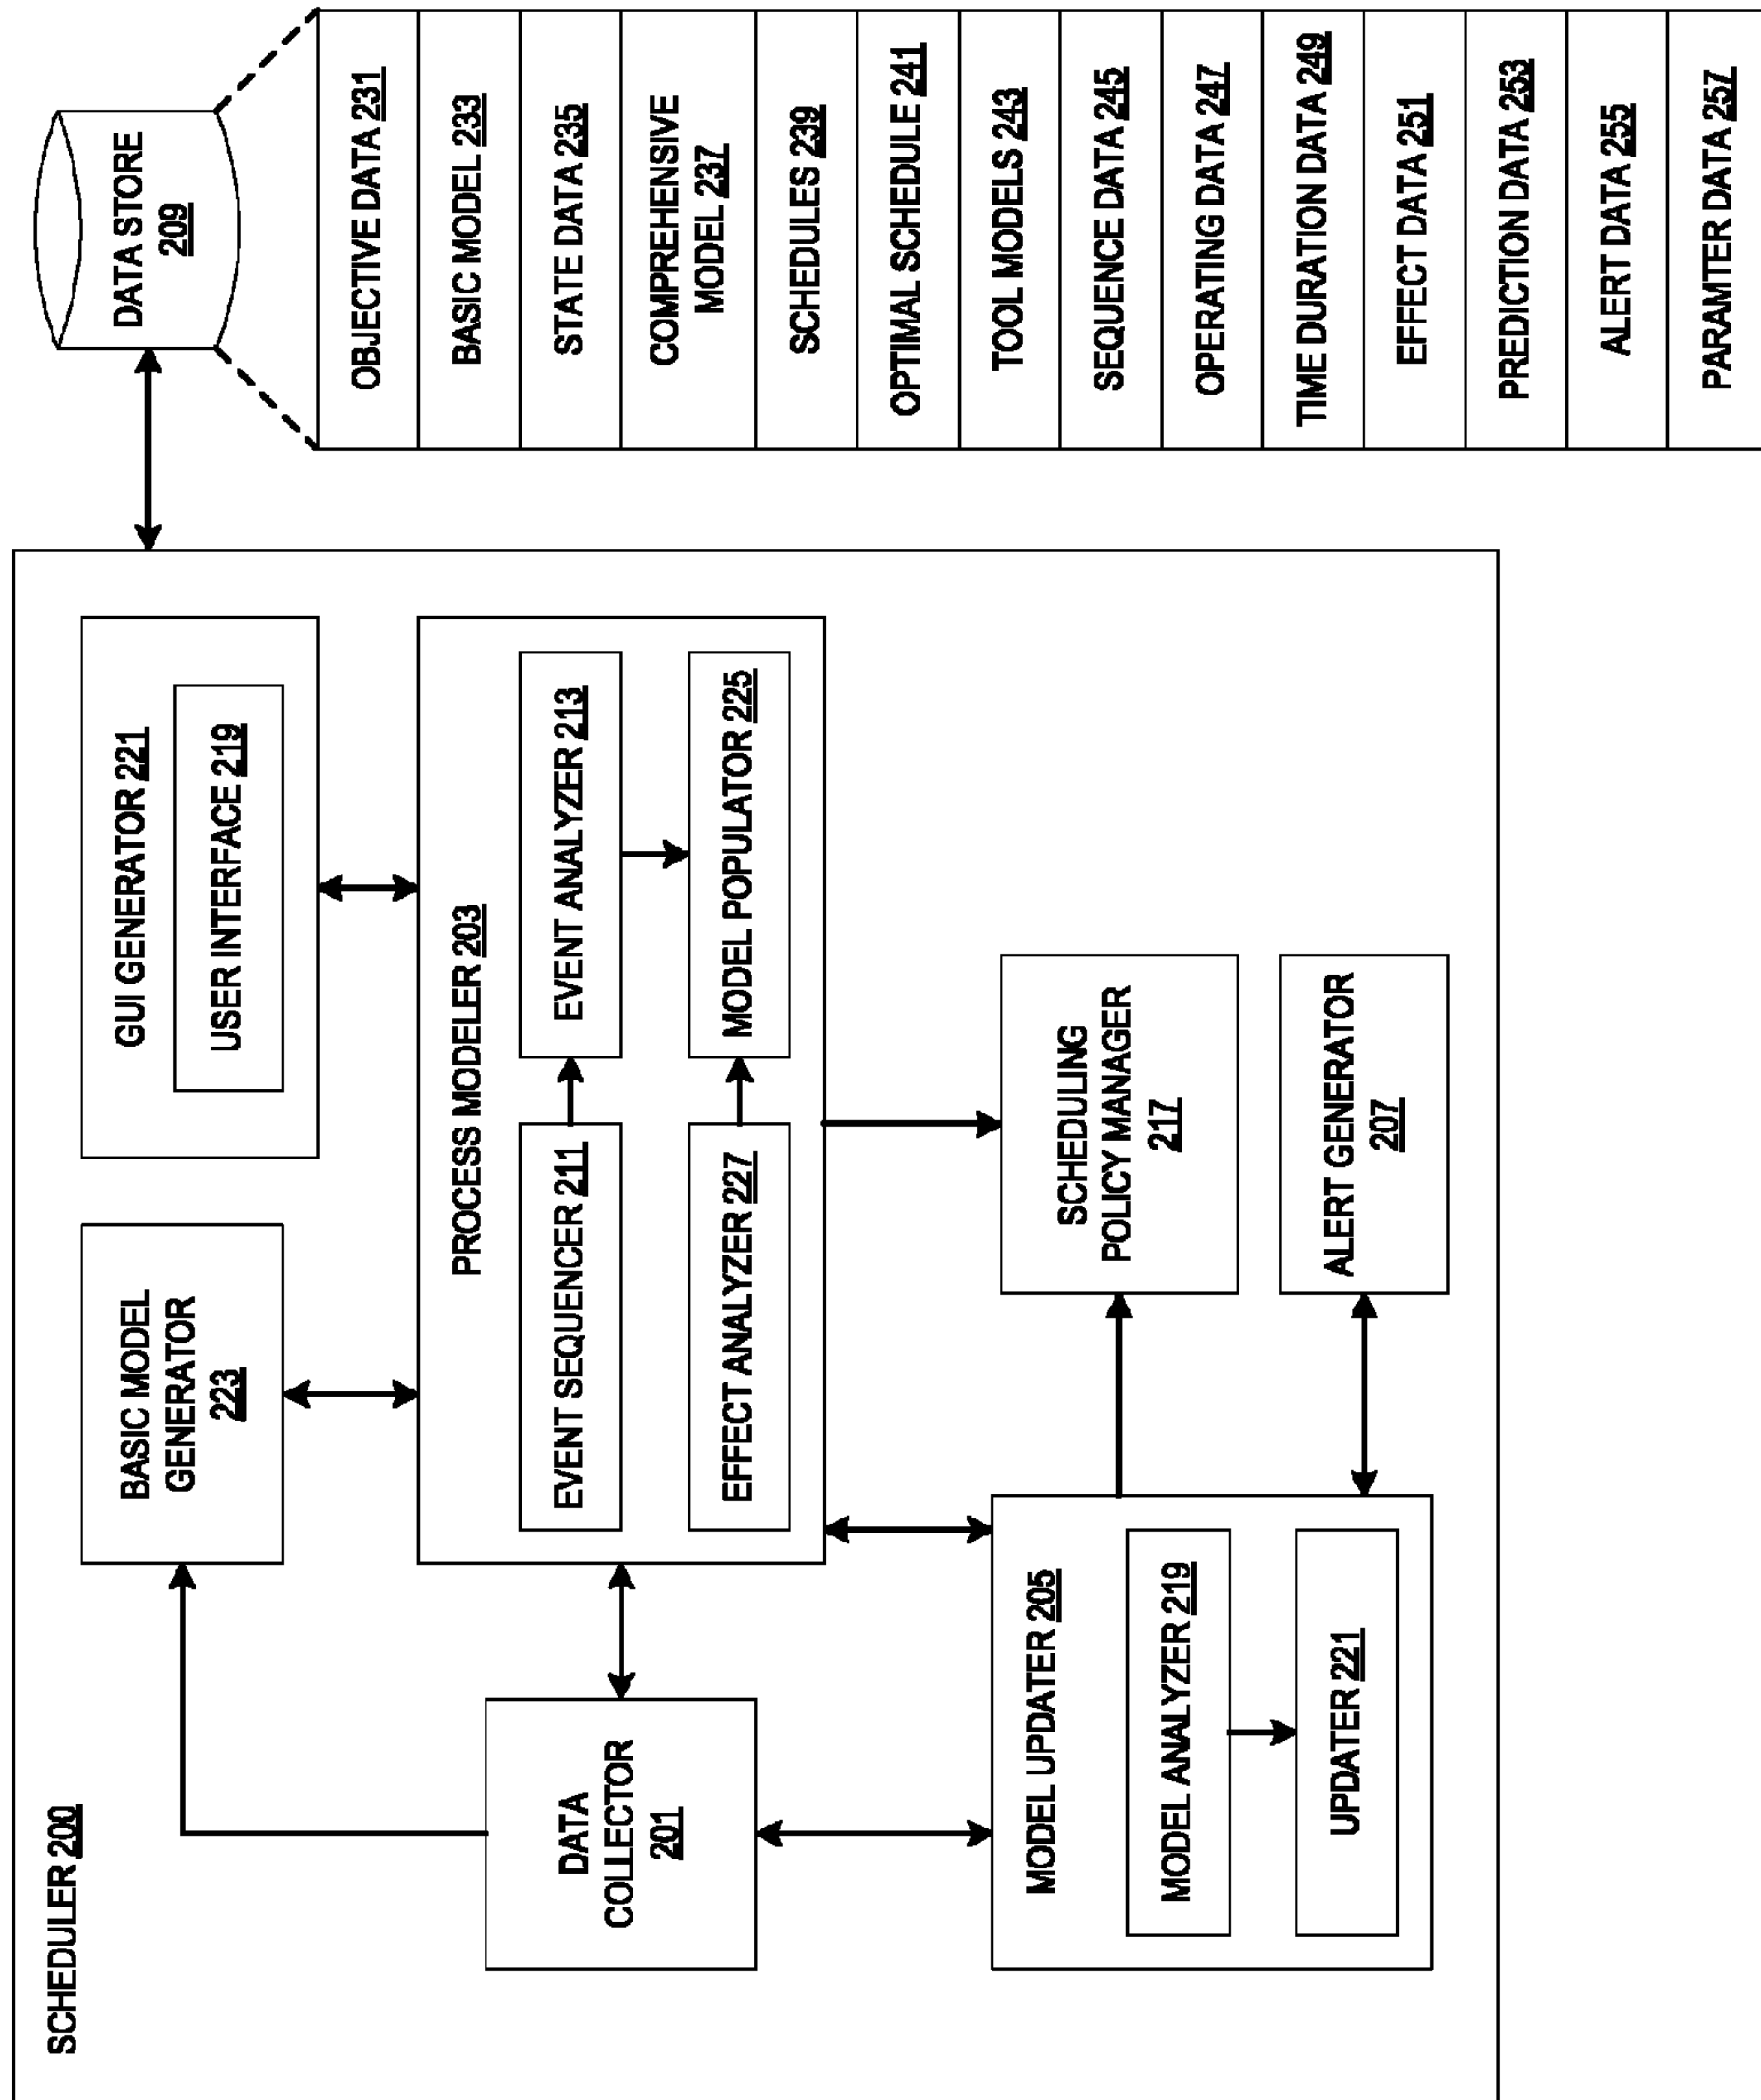 SCHEDULER 200
DATA
COLLECTOR
201
BASIC MODEL
GENERATOR
223
GUI GENERATOR 221
USER INTERFACE 219
PROCESS MODELER 203
EVENT SEQUENCER 211
EVENT ANALYZER 213
EFFECT ANALYZER 227
MODEL POPULATOR 225
MODEL UPDATER 205
MODEL ANALYZER 219
UPDATER 221
SCHEDULING
POLICY MANAGER
217
ALERT GENERATOR
207
DATA STORE
209
OBJECTIVE DATA 231
BASIC MODEL 233
STATE DATA 235
COMPREHENSIVE
MODEL 237
SCHEDULES 239
OPTIMAL SCHEDULE 241
TOOL MODELS 243
SEQUENCE DATA 245
OPERATING DATA 247
TIME DURATION DATA 249
EFFECT DATA 251
PREDICTION DATA 253
ALERT DATA 255
PARAMTER DATA 257